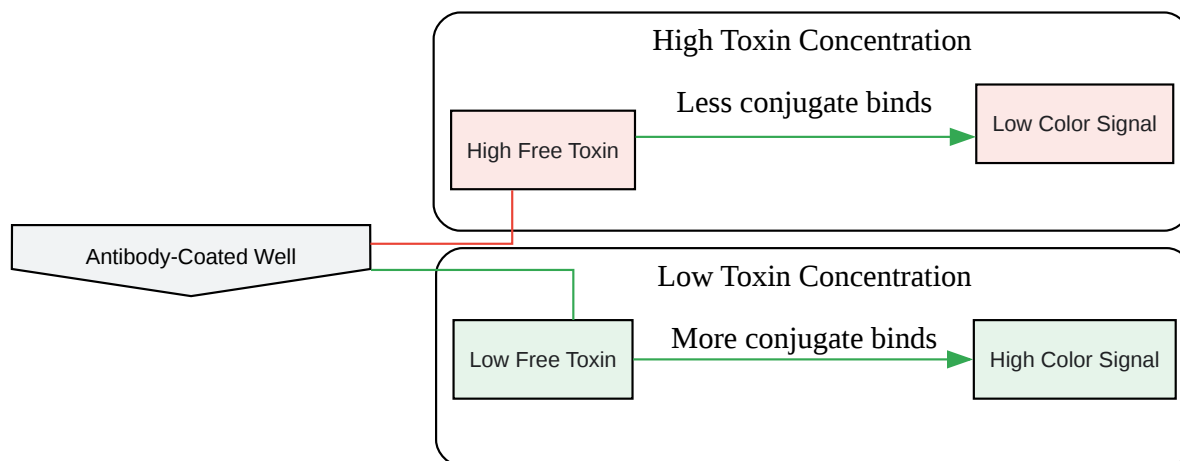 High Toxin Concentration
Less conjugate binds
High Free Toxin
Low Color Signal
Antibody-Coated Well
Low Toxin Concentration
More conjugate binds
Low Free Toxin
High Color Signal